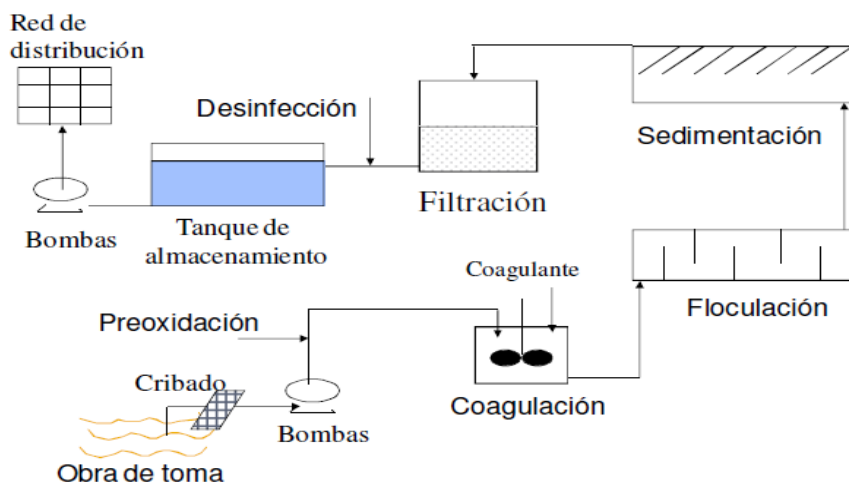 Red de
distribución
Desinfección
Sedimentación
Filtración
Bombas
Tanque de
almacenamiento
Coagulante
Floculación
Preoxidación
Cribado
Coagulación
Bombas
Obra de toma